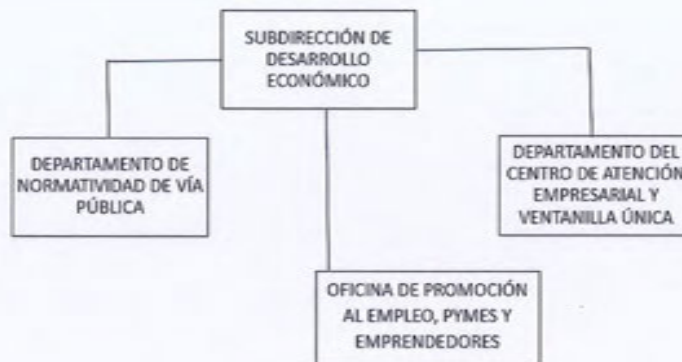 SUBDIRECCIÓN DE
DESARROLLO
ECONÓMICO
DEPARTAMENTO DE
NORMATIVIDAD DE VÍA
PÚBLICA
DEPARTAMENTO DEL
CENTRO DE ATENCIÓN
EMPRESARIAL Y
VENTANILLA ÚNICA
OFICINA DE PROMOCIÓN
AL EMPLEO, PYMES Y
EMPRENDEDORES